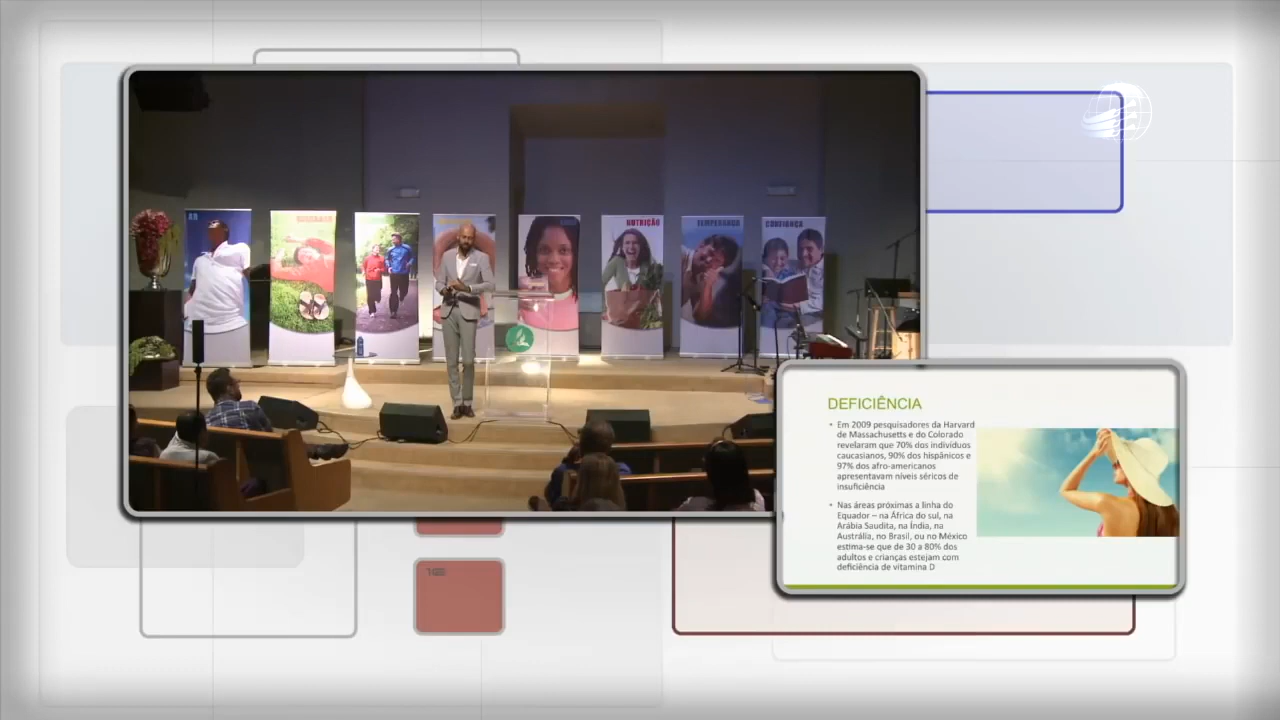 AR
NUTRIÇÃO
TEMPERANÇA
CONFIANÇA
DEFICIÊNCIA
• Em 2009 pesquisadores da Harvard
de Massachusetts e do Colorado
revelaram que 70% dos indivíduos
caucasianos, 90% dos hispânicos e
97% dos afro-americanos
apresentavam níveis séricos de
insuficiência
• Nas áreas próximas a linha do
Equador – na África do sul, na
Arábia Saudita, na Índia, na
Austrália, no Brasil, ou no México
estima-se que de 30 a 80% dos
adultos e crianças estejam com
deficiência de vitamina D